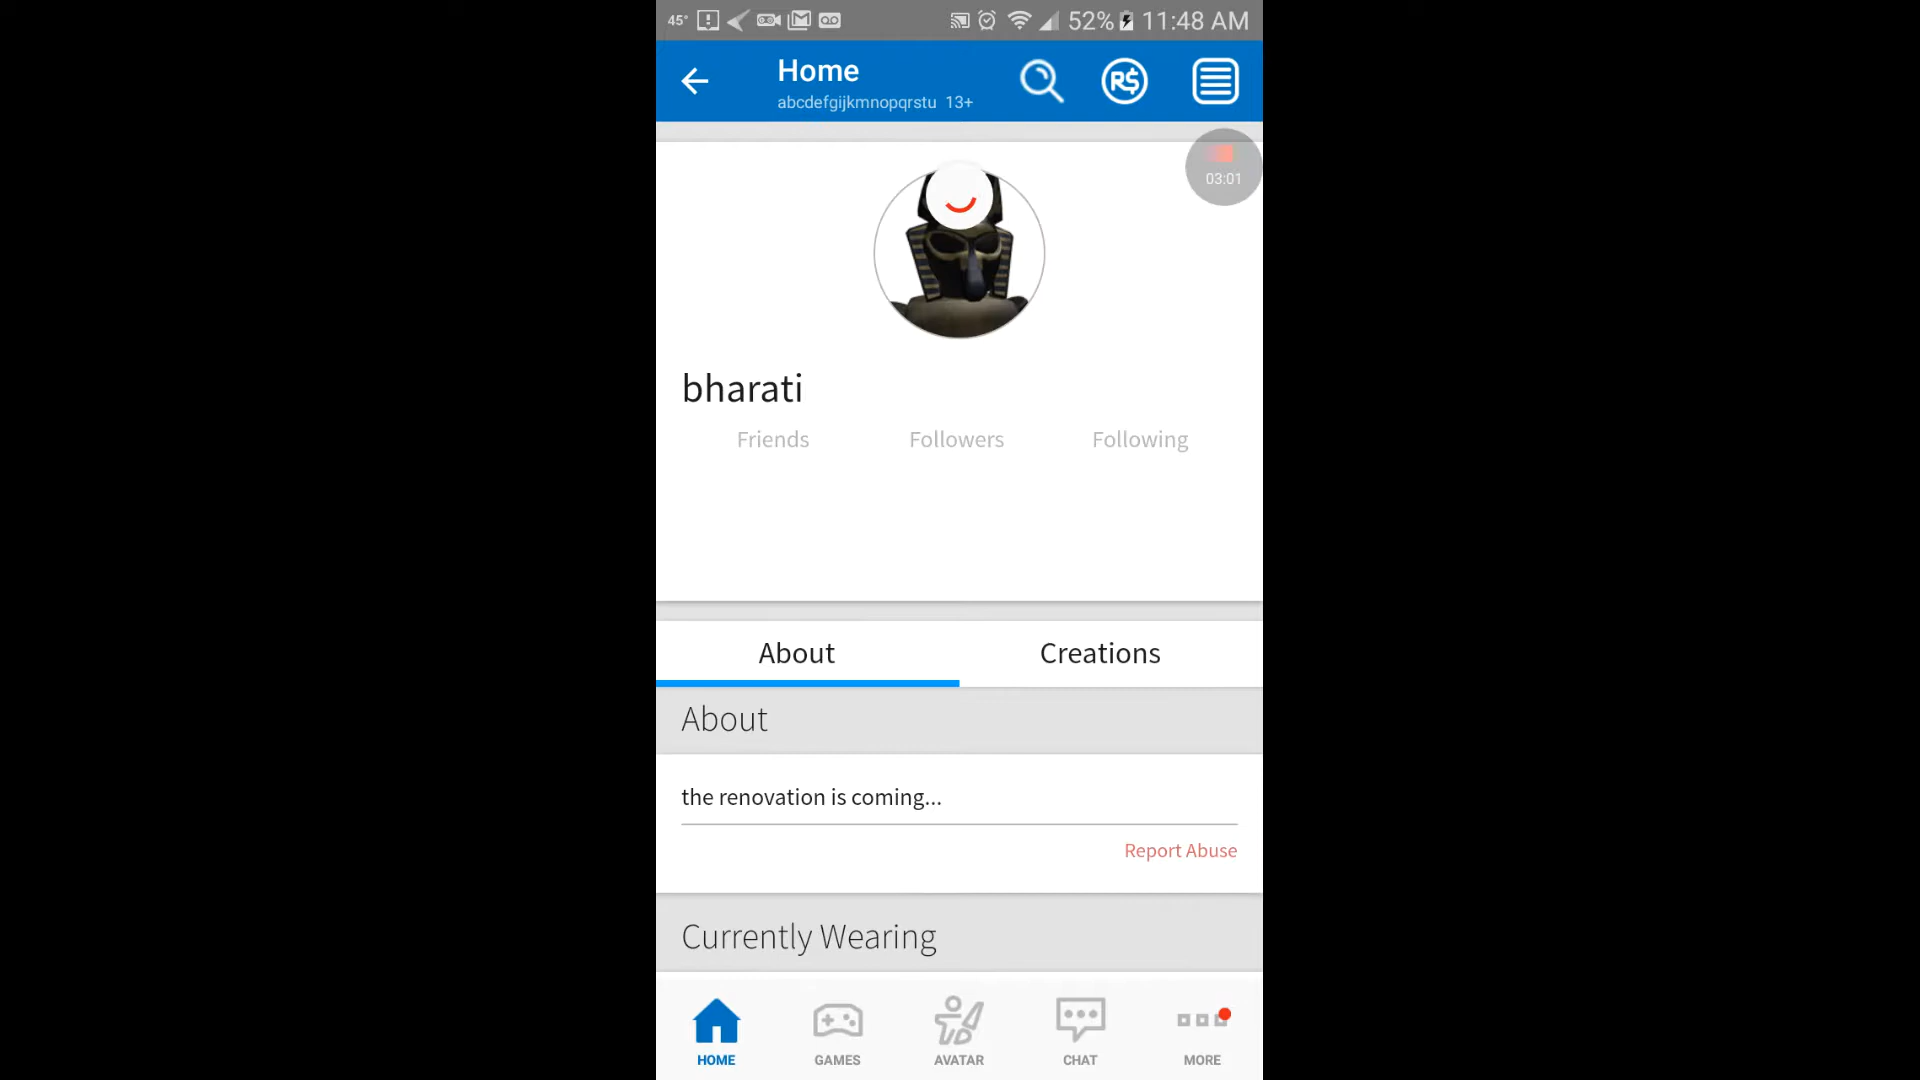 45° 52% 11:48 AM
Home
abcdefgijkmnopqrstu 13+
R$
03:01
bharati
Friends Followers Following
About Creations
About
the renovation is coming...
Report Abuse
Currently Wearing
HOME GAMES AVATAR CHAT MORE